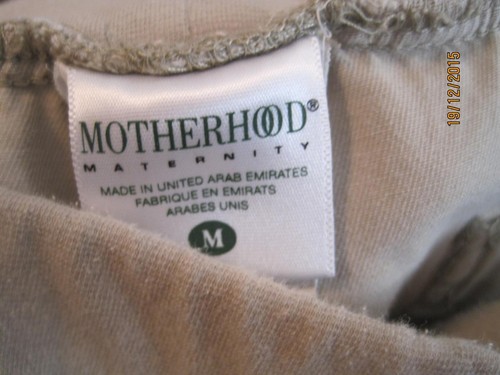 MOTHERHOOD®
MATERNITY
MADE IN UNITED ARAB EMIRATES
FABRIQUE EN EMIRATS
ARABES UNIS
M
19/12/2015